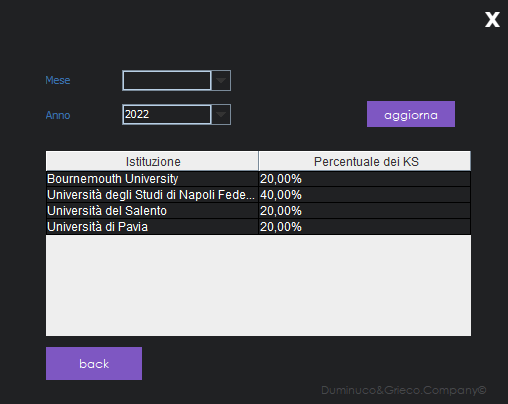 X
Mese
Anno 2022
aggiorna
Istituzione Percentuale dei KS
Bournemouth University 20,00%
Università degli Studi di Napoli Fede... 40,00%
Università del Salento 20,00%
Università di Pavia 20,00%
back
Duminuco&Grieco.Company©